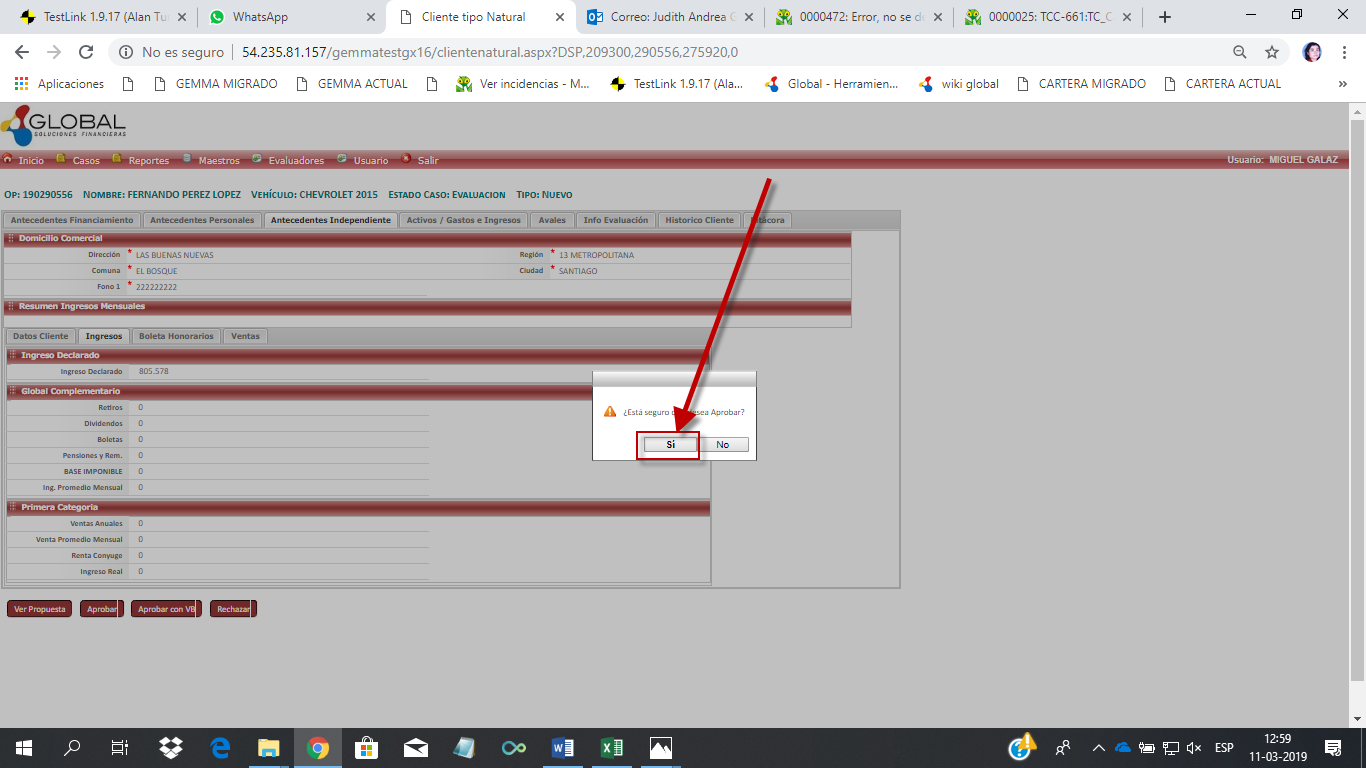 TestLink 1.9.17 (Alan Tu
WhatsApp
Cliente tipo Natural
Correo: Judith Andrea G
0000472: Error, no se de
0000025: TCC-661:TC_C
No es seguro
54.235.81.157/gemmatestgx16/clientenatural.aspx?DSP,209300,290556,275920,0
Aplicaciones
GEMMA MIGRADO
GEMMA ACTUAL
Ver incidencias - M...
TestLink 1.9.17 (Ala...
Global - Herramien...
wiki global
CARTERA MIGRADO
CARTERA ACTUAL
GLOBAL
SOLUCIONES FINANCIERAS
Inicio Casos Reportes Maestros Evaluadores Usuario Salir
Usuario: MIGUEL GALAZ
OP: 190290556 NOMBRE: FERNANDO PEREZ LOPEZ VEHÍCULO: CHEVROLET 2015 ESTADO CASO: EVALUACION TIPO: NUEVO
Antecedentes Financiamiento Antecedentes Personales Antecedentes Independiente Activos / Gastos e Ingresos Avales Info Evaluación Historico Cliente Bitácora
Domicilio Comercial
Dirección * LAS BUENAS NUEVAS Región * 13 METROPOLITANA
Comuna * EL BOSQUE Ciudad * SANTIAGO
Fono 1 * 222222222
Resumen Ingresos Mensuales
Datos Cliente Ingresos Boleta Honorarios Ventas
Ingreso Declarado
Ingreso Declarado 805.578
Global Complementario
Retiros 0
Dividendos 0
Boletas 0
Pensiones y Rem. 0
BASE IMPONIBLE 0
Ing. Promedio Mensual 0
Primera Categoria
Ventas Anuales 0
Venta Promedio Mensual 0
Renta Conyuge 0
Ingreso Real 0
¿Está seguro esea Aprobar?
Sí No
Ver Propuesta Aprobar Aprobar con VB Rechazar
ESP
12:59
11-03-2019